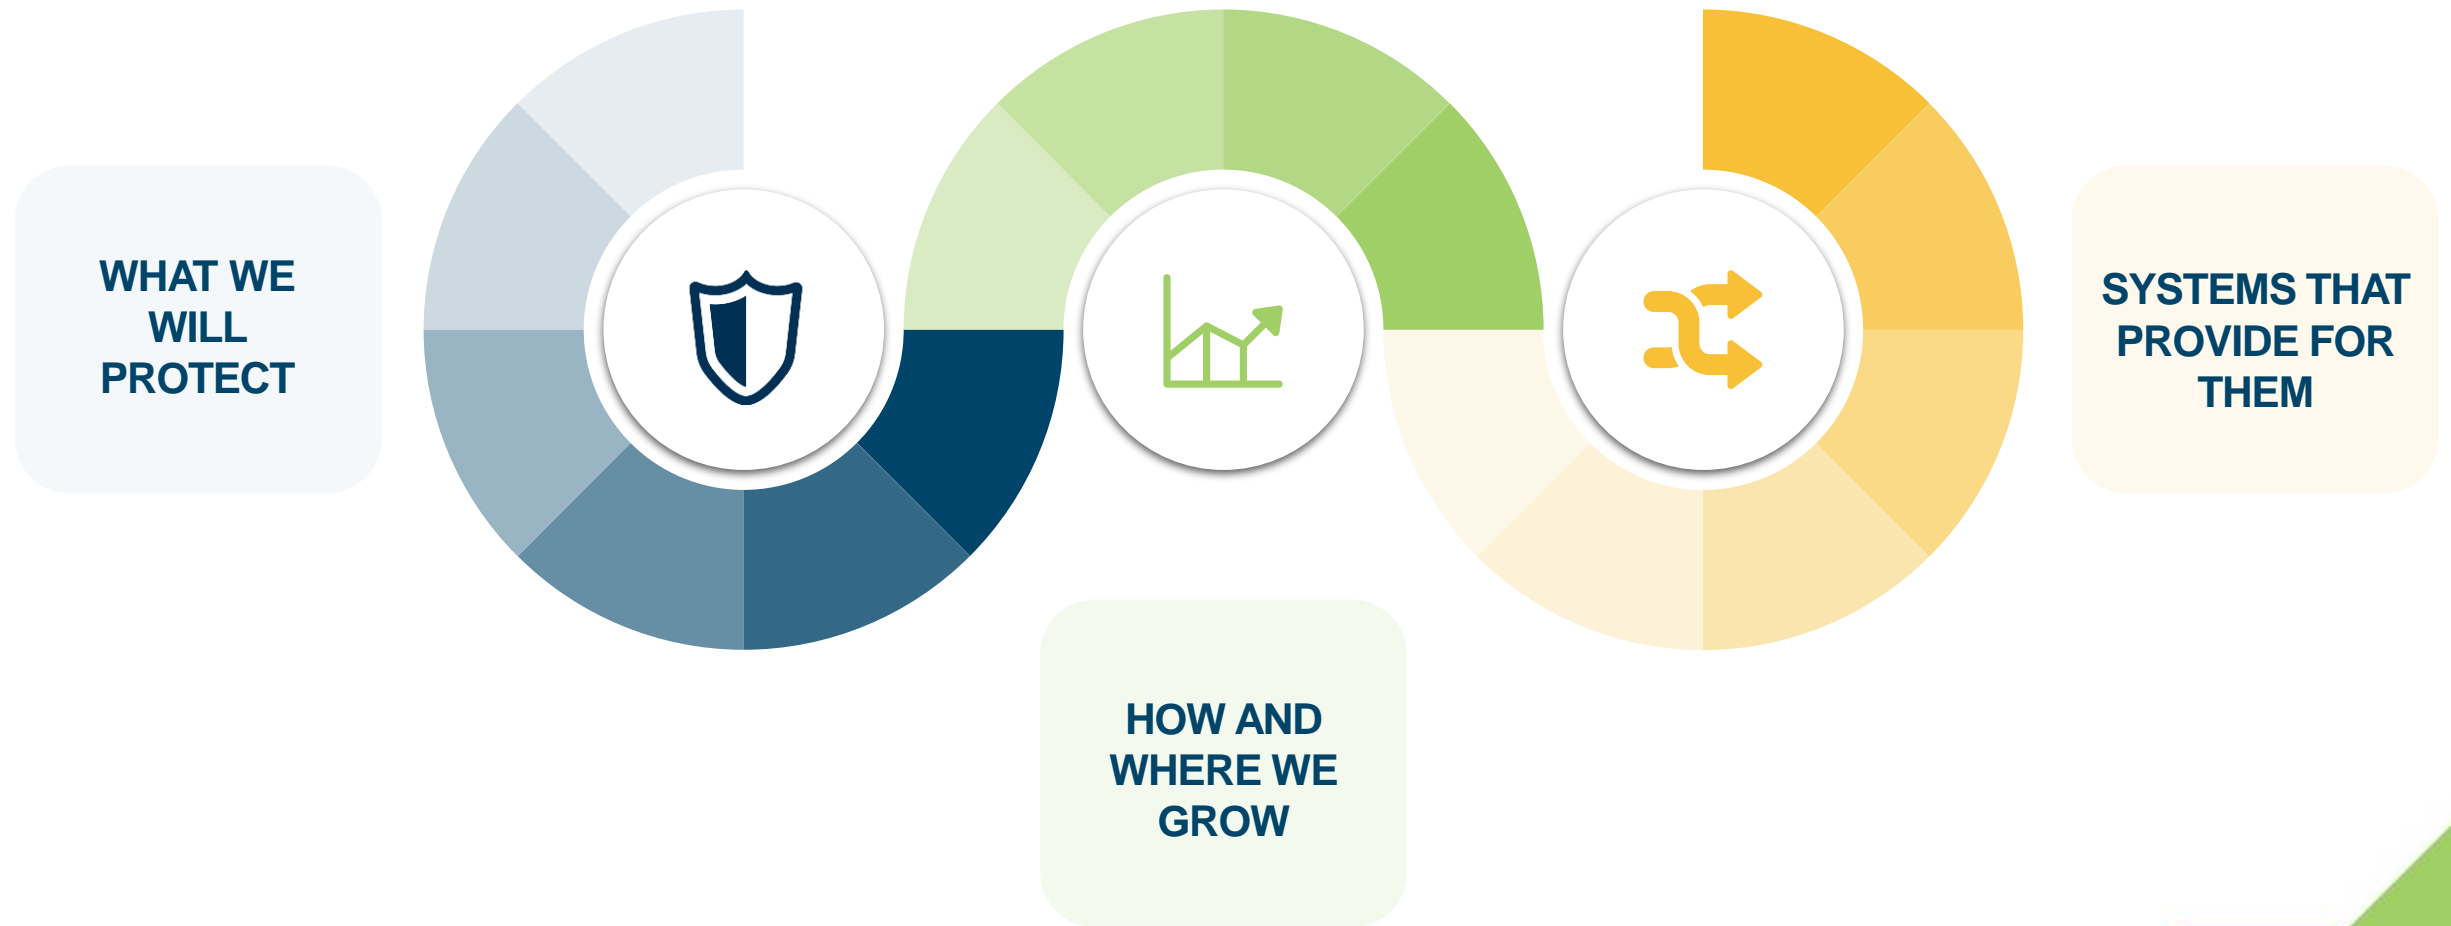 WHAT WE
WILL
PROTECT
HOW AND
WHERE WE
GROW
SYSTEMS THAT
PROVIDE FOR
THEM